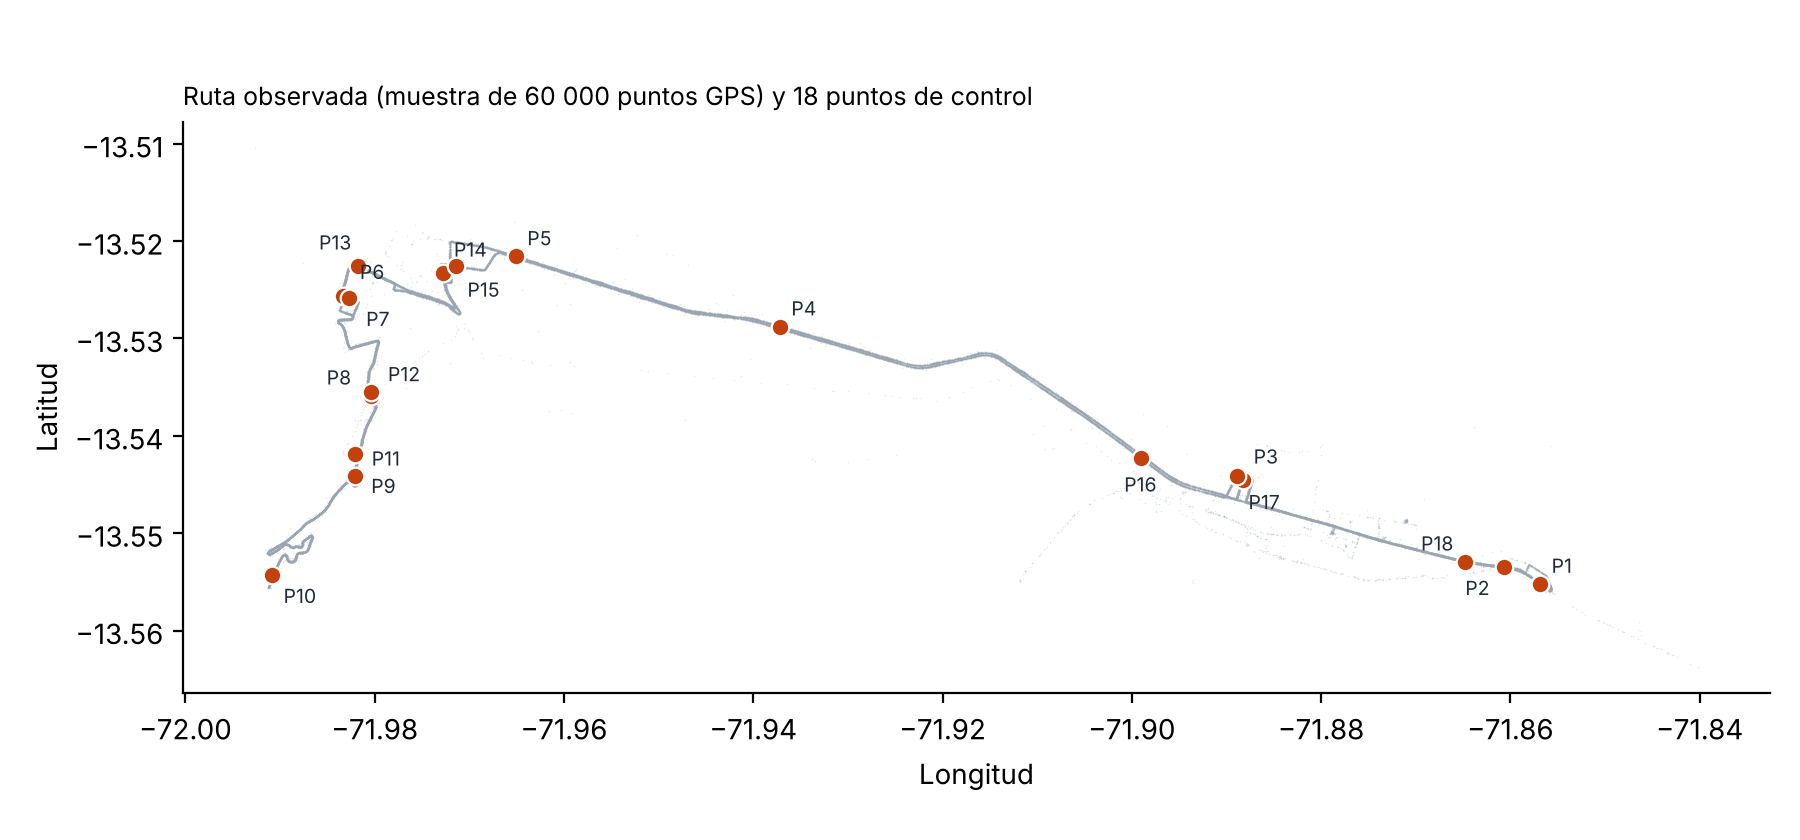 Ruta observada (muestra de 60 000 puntos GPS) y 18 puntos de control
−13.51
−13.52
−13.53
−13.54
−13.55
−13.56
Latitud
P13
P6
P14
P5
P15
P7
P4
P8
P12
P11
P9
P10
P16
P3
P17
P18
P2
P1
−72.00 −71.98 −71.96 −71.94 −71.92 −71.90 −71.88 −71.86 −71.84
Longitud